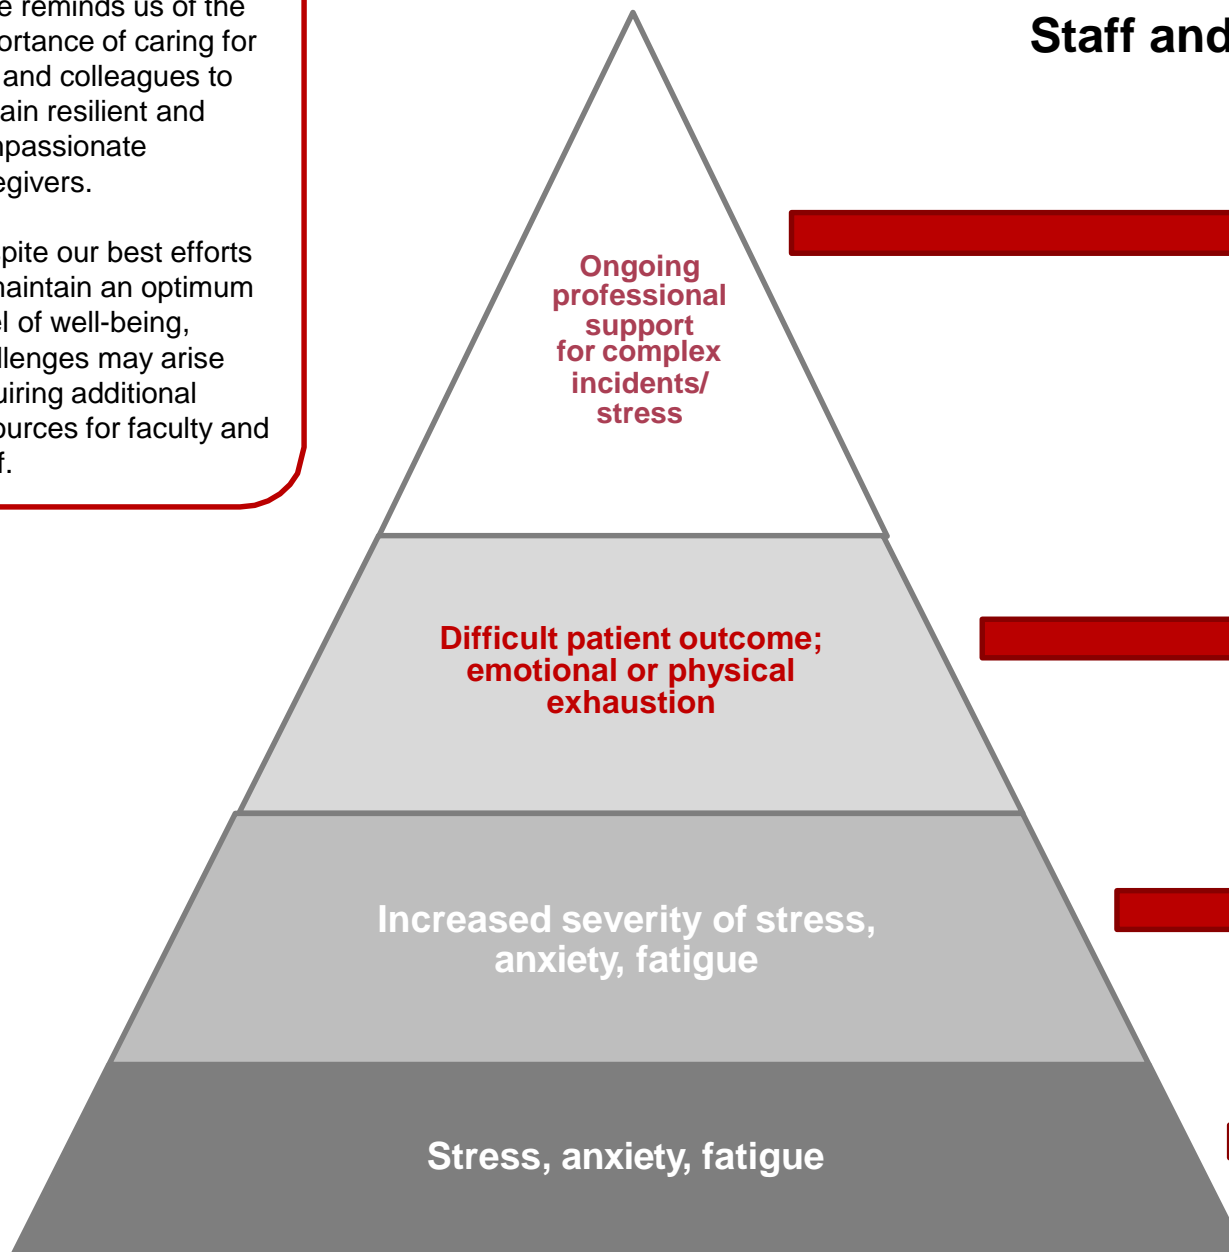 e reminds us of the
ortance of caring for
and colleagues to
ain resilient and
passionate
egivers.
spite our best efforts
maintain an optimum
el of well-being,
llenges may arise
uiring additional
ources for faculty and
f.
Staff and
Ongoing
professional
support
for complex
incidents/
stress
Difficult patient outcome;
emotional or physical
exhaustion
Increased severity of stress,
anxiety, fatigue
Stress, anxiety, fatigue